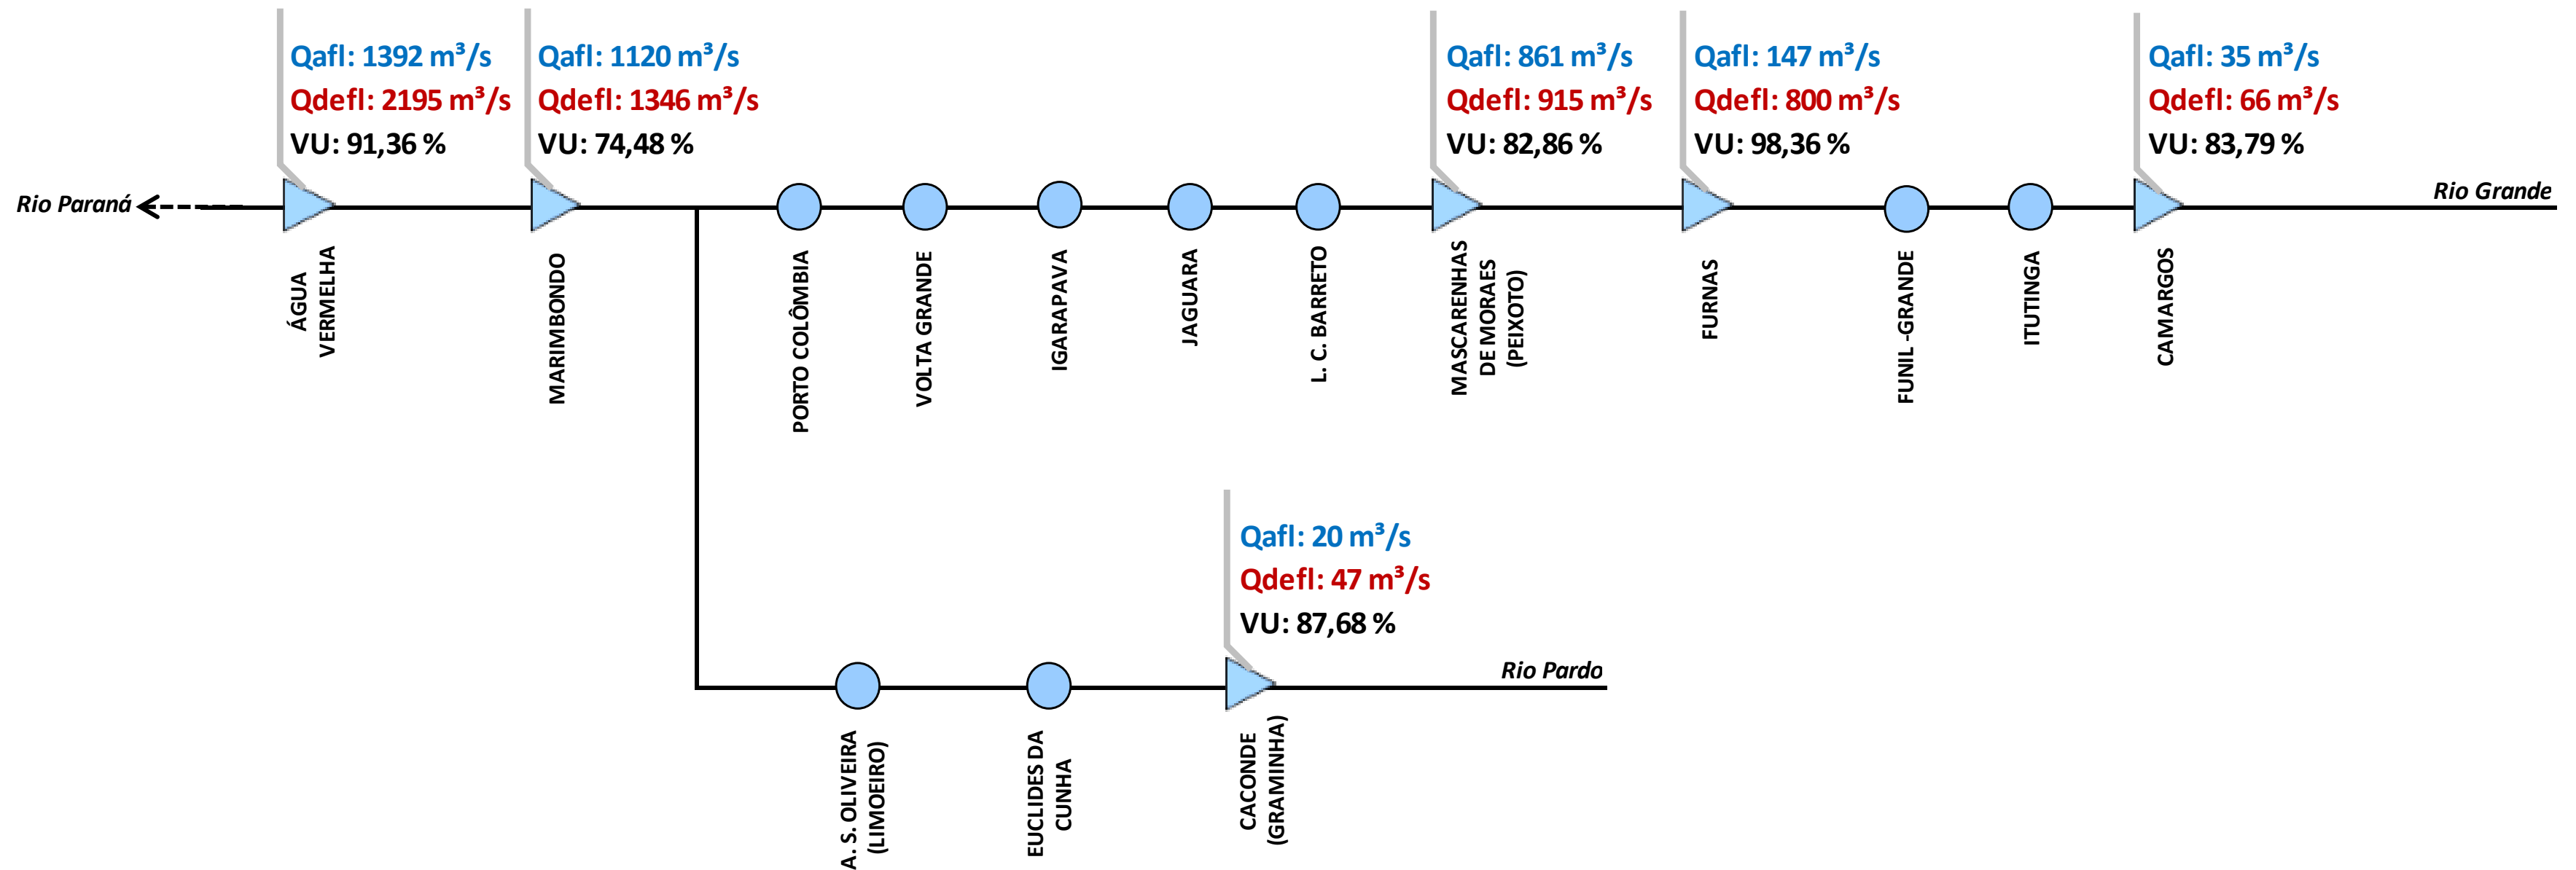 Qafl: 1392 m³/s
Qdefl: 2195 m³/s
VU: 91,36 %
Qafl: 1120 m³/s
Qdefl: 1346 m³/s
VU: 74,48 %
Qafl: 861 m³/s
Qdefl: 915 m³/s
VU: 82,86 %
Qafl: 147 m³/s
Qdefl: 800 m³/s
VU: 98,36 %
Qafl: 35 m³/s
Qdefl: 66 m³/s
VU: 83,79 %
Rio Paraná
Rio Grande
ÁGUA
VERMELHA
MARIMBONDO
PORTO COLÔMBIA
VOLTA GRANDE
IGARAPAVA
JAGUARA
L. C. BARRETO
MASCARENHAS
DE MORAES
(PEIXOTO)
FURNAS
FUNIL -GRANDE
ITUTINGA
CAMARGOS
Qafl: 20 m³/s
Qdefl: 47 m³/s
VU: 87,68 %
Rio Pardo
A. S. OLIVEIRA
(LIMOEIRO)
EUCLIDES DA
CUNHA
CACONDE
(GRAMINHA)